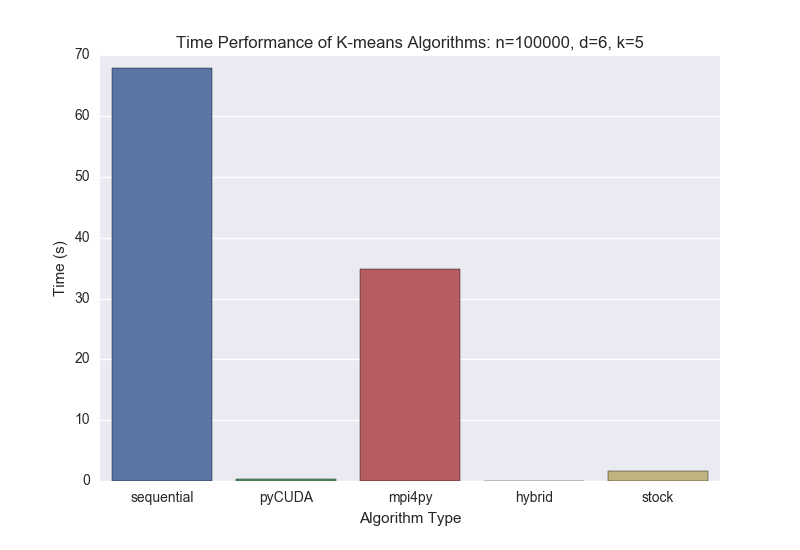 Time Performance of K-means Algorithms: n=100000, d=6, k=5
70
60
50
40
30
20
10
0
Time (s)
sequential pyCUDA mpi4py hybrid stock
Algorithm Type